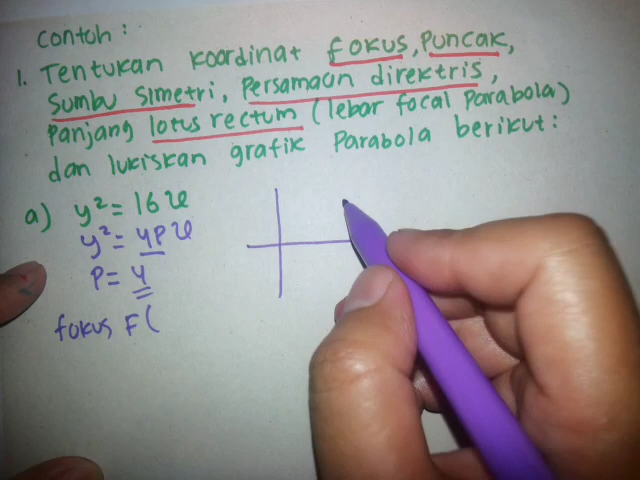 Contoh :
1. Tentukan koordinat fokus, Puncak,
Sumbu Simetri, Persamaan direktris,
Panjang lotus rectum (lebar focal Parabola)
dan lukiskan grafik Parabola berikut :
a) y² = 16x
y² = 4Px
P = 4
fokus F(